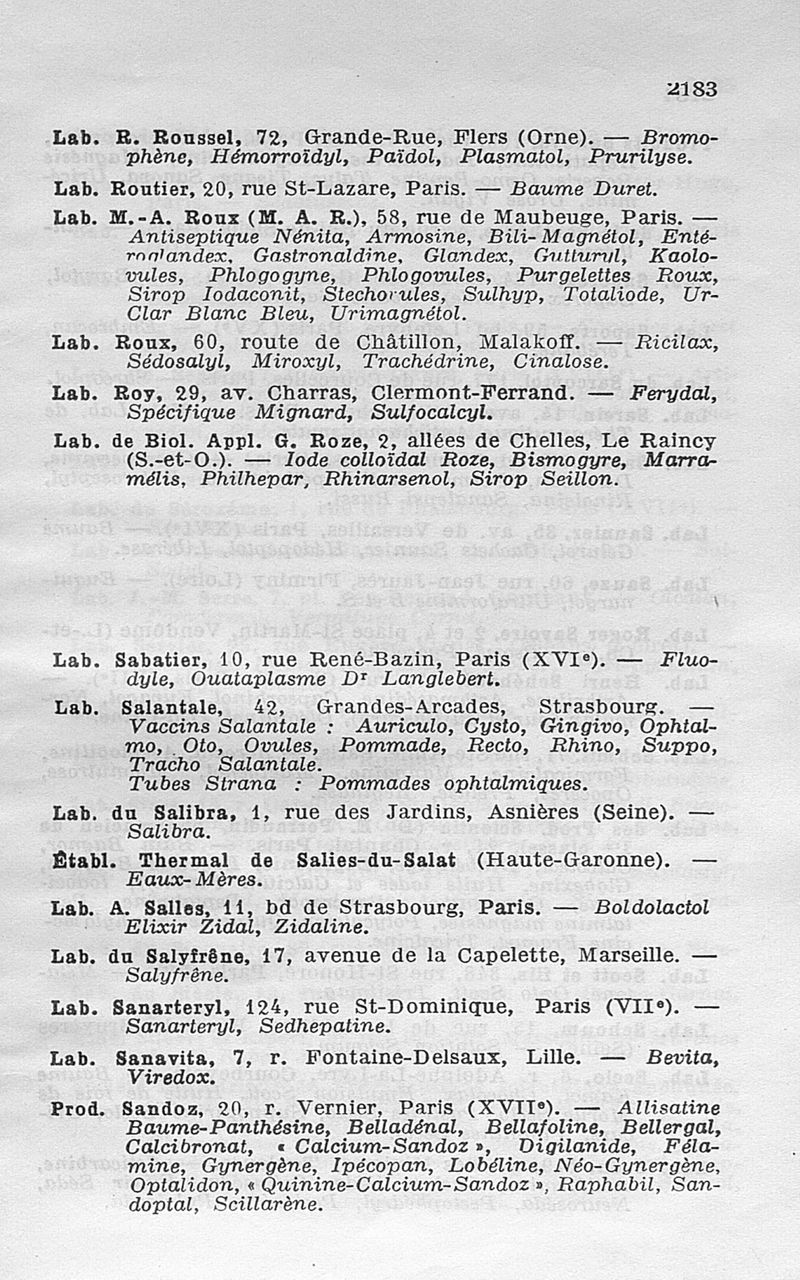 2183
Lab. R. Roussel, 72, Grande-Rue, Flers (Orne). — Bromo-
phène, Hémorroïdyl, Païdol, Plasmatol, Prurilyse.
Lab. Routier, 20, rue St-Lazare, Paris. — Baume Duret.
Lab. M.-A. Roux (M. A. R.), 58, rue de Maubeuge, Paris. —
Antiseptique Nénita, Armosine, Bili-Magnétol, Enté-
roglandex, Gastronaldine, Glandex, Gutturyl, Kaolo-
vules, Phlogogyne, Phlogovules, Purgelettes Roux,
Sirop Iodaconit, Stechovules, Sulhyp, Totaliode, Ur-
Clar Blanc Bleu, Urimagnétol.
Lab. Roux, 60, route de Châtillon, Malakoff. — Ricilax,
Sédosalyl, Miroxyl, Trachédrine, Cinalose.
Lab. Roy, 29, av. Charras, Clermont-Ferrand. — Ferydal,
Spécifique Mignard, Sulfocalcyl.
Lab. de Biol. Appl. G. Roze, 2, allées de Chelles, Le Raincy
(S.-et-O.). — Iode colloïdal Roze, Bismogyre, Marra-
mélis, Philhepar, Rhinarsenol, Sirop Seillon.
Lab. Sabatier, 10, rue René-Bazin, Paris (XVIe). — Fluo-
dyle, Ouataplasme Dr Langlebert.
Lab. Salantale, 42, Grandes-Arcades, Strasbourg. —
Vaccins Salantale : Auriculo, Cysto, Gingivo, Ophtal-
mo, Oto, Ovules, Pommade, Recto, Rhino, Suppo,
Tracho Salantale.
Tubes Strana : Pommades ophtalmiques.
Lab. du Salibra, 1, rue des Jardins, Asnières (Seine). —
Salibra.
Établ. Thermal de Salies-du-Salat (Haute-Garonne). —
Eaux-Mères.
Lab. A. Salles, 11, bd de Strasbourg, Paris. — Boldolactol
Elixir Zidal, Zidaline.
Lab. du Salyfrêne, 17, avenue de la Capelette, Marseille. —
Salyfrêne.
Lab. Sanarteryl, 124, rue St-Dominique, Paris (VIIe). —
Sanarteryl, Sedhepatine.
Lab. Sanavita, 7, r. Fontaine-Delsaux, Lille. — Bevita,
Viredox.
Prod. Sandoz, 20, r. Vernier, Paris (XVIIe). — Allisatine
Baume-Panthésine, Belladénal, Bellafoline, Bellergal,
Calcibronat, « Calcium-Sandoz », Digilanide, Féla-
mine, Gynergène, Ipécopan, Lobéline, Néo-Gynergène,
Optalidon, « Quinine-Calcium-Sandoz », Raphabil, San-
doptal, Scillarène.